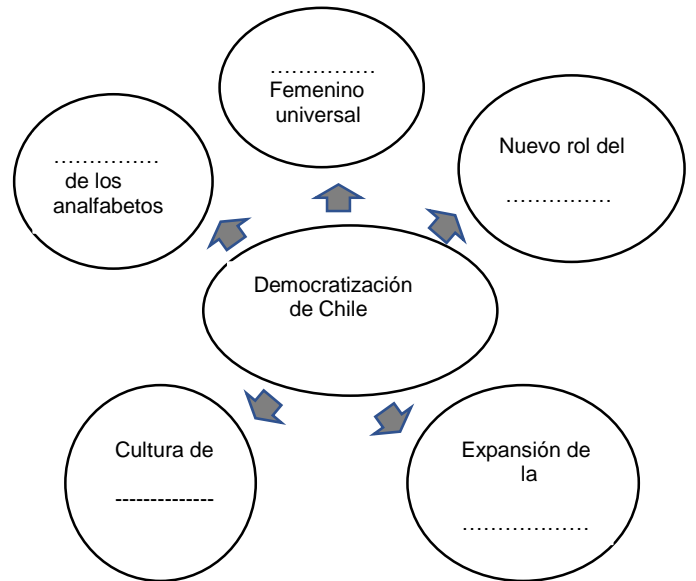 ……………
Femenino
universal
……………
de los
analfabetos
Nuevo rol del
……………
Democratización
de Chile
Cultura de
--------------
Expansión de
la
………………